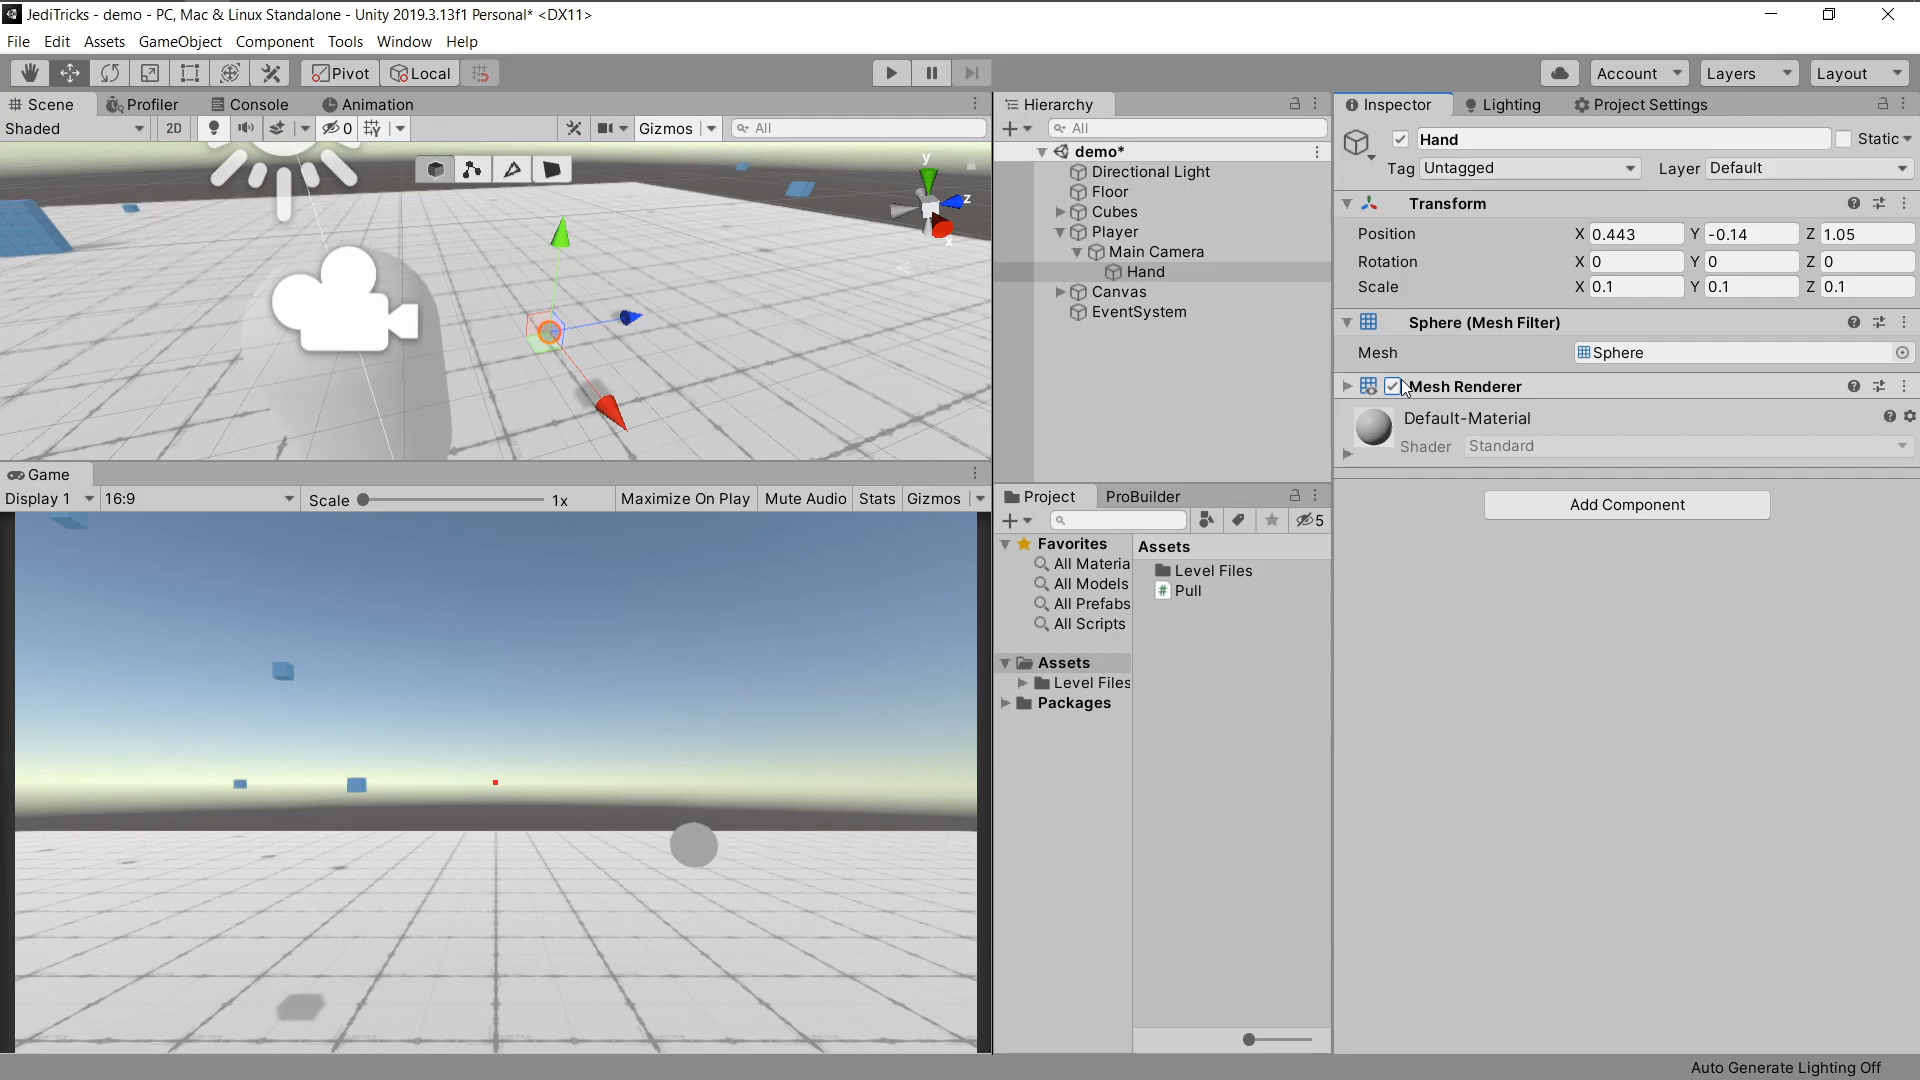 JediTricks - demo - PC, Mac & Linux Standalone - Unity 2019.3.13f1 Personal* <DX11>
File Edit Assets GameObject Component Tools Window Help
Pivot Local Account Layers Layout
Scene Profiler Console Animation
Shaded 2D 0 Gizmos All
y
z
x
Game
Display 1 16:9 Scale 1x Maximize On Play Mute Audio Stats Gizmos
Hierarchy
All
demo*
Directional Light
Floor
Cubes
Player
Main Camera
Hand
Canvas
EventSystem
Project ProBuilder
5
Favorites
All Materia
All Models
All Prefabs
All Scripts
Assets
Level Files
Packages
Assets
Level Files
# Pull
Inspector Lighting Project Settings
Hand Static
Tag Untagged Layer Default
Transform
Position X 0.443 Y -0.14 Z 1.05
Rotation X 0 Y 0 Z 0
Scale X 0.1 Y 0.1 Z 0.1
Sphere (Mesh Filter)
Mesh Sphere
Mesh Renderer
Default-Material
Shader Standard
Add Component
Auto Generate Lighting Off